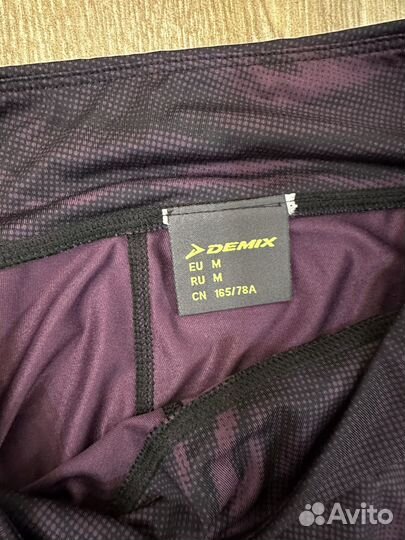 DEMIX
EU M
RU M
CN 165/78A
Avito